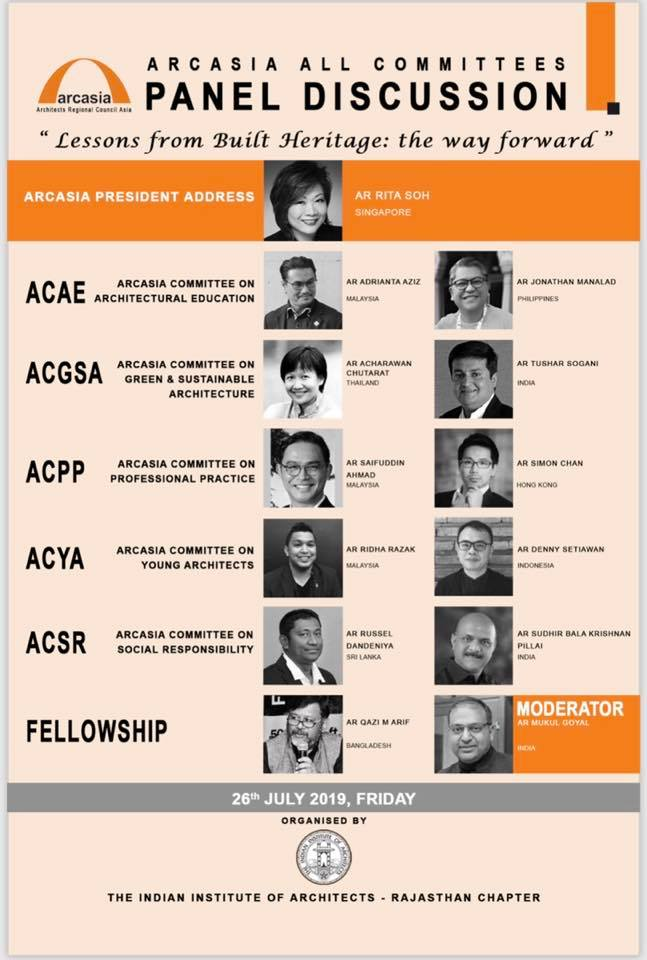 ARCASIA ALL COMMITTEES
PANEL DISCUSSION
arcasia
Architects Regional Council Asia
“ Lessons from Built Heritage: the way forward ”
ARCASIA PRESIDENT ADDRESS
AR RITA SOH
SINGAPORE
ACAE
ARCASIA COMMITTEE ON
ARCHITECTURAL EDUCATION
AR ADRIANTA AZIZ
MALAYSIA
AR JONATHAN MANALAD
PHILIPPINES
ACGSA
ARCASIA COMMITTEE ON
GREEN & SUSTAINABLE
ARCHITECTURE
AR ACHARAWAN
CHUTARAT
THAILAND
AR TUSHAR SOGANI
INDIA
ACPP
ARCASIA COMMITTEE ON
PROFESSIONAL PRACTICE
AR SAIFUDDIN
AHMAD
MALAYSIA
AR SIMON CHAN
HONG KONG
ACYA
ARCASIA COMMITTEE ON
YOUNG ARCHITECTS
AR RIDHA RAZAK
MALAYSIA
AR DENNY SETIAWAN
INDONESIA
ACSR
ARCASIA COMMITTEE ON
SOCIAL RESPONSIBILITY
AR RUSSEL
DANDENIYA
SRI LANKA
AR SUDHIR BALA KRISHNAN
PILLAI
INDIA
FELLOWSHIP
AR QAZI M ARIF
BANGLADESH
MODERATOR
AR MUKUL GOYAL
INDIA
26th JULY 2019, FRIDAY
ORGANISED BY
THE INDIAN INSTITUTE OF ARCHITECTS
THE INDIAN INSTITUTE OF ARCHITECTS - RAJASTHAN CHAPTER